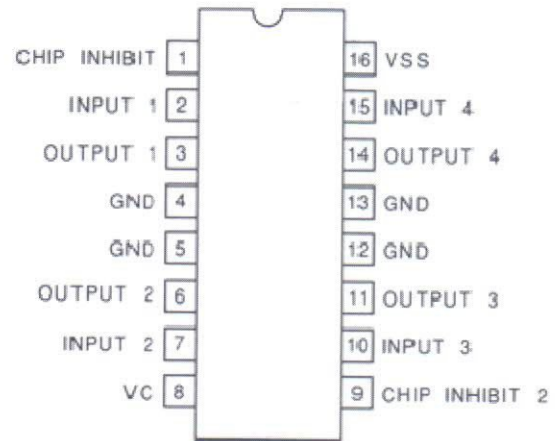 CHIP INHIBIT 1 16 VSS
INPUT 1 2 15 INPUT 4
OUTPUT 1 3 14 OUTPUT 4
GND 4 13 GND
GND 5 12 GND
OUTPUT 2 6 11 OUTPUT 3
INPUT 2 7 10 INPUT 3
VC 8 9 CHIP INHIBIT 2